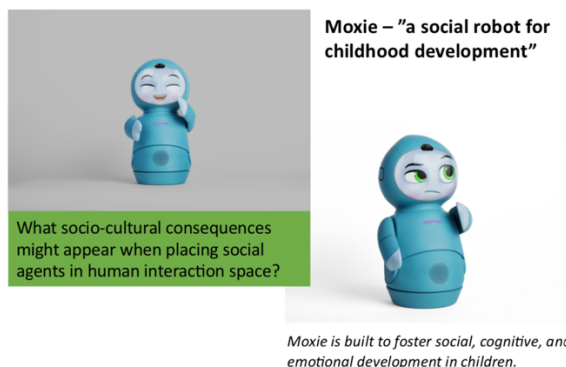 Moxie – ”a social robot for
childhood development”
What socio-cultural consequences
might appear when placing social
agents in human interaction space?
Moxie is built to foster social, cognitive, and
emotional development in children.